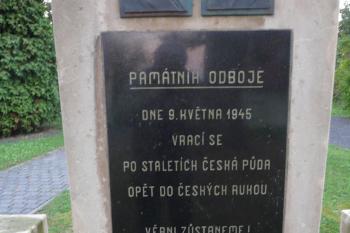 PAMÁTNÍK ODBOJE
DNE 9. KVĚTNA 1945
VRACÍ SE
PO STALETÍCH ČESKÁ PŮDA
OPĚT DO ČESKÝCH RUKOU
VĚRNI ZŮSTANEME!